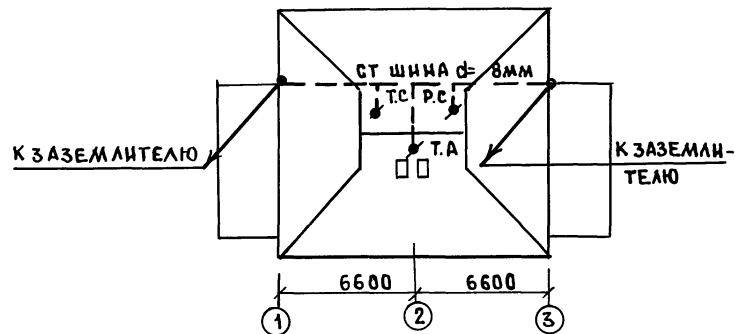 СТ ШИНА d= 8ММ
Т.С Р.С
К ЗАЗЕМЛИТЕЛЮ
Т.А
К ЗАЗЕМЛИ-
ТЕЛЮ
6600 6600
1 2 3